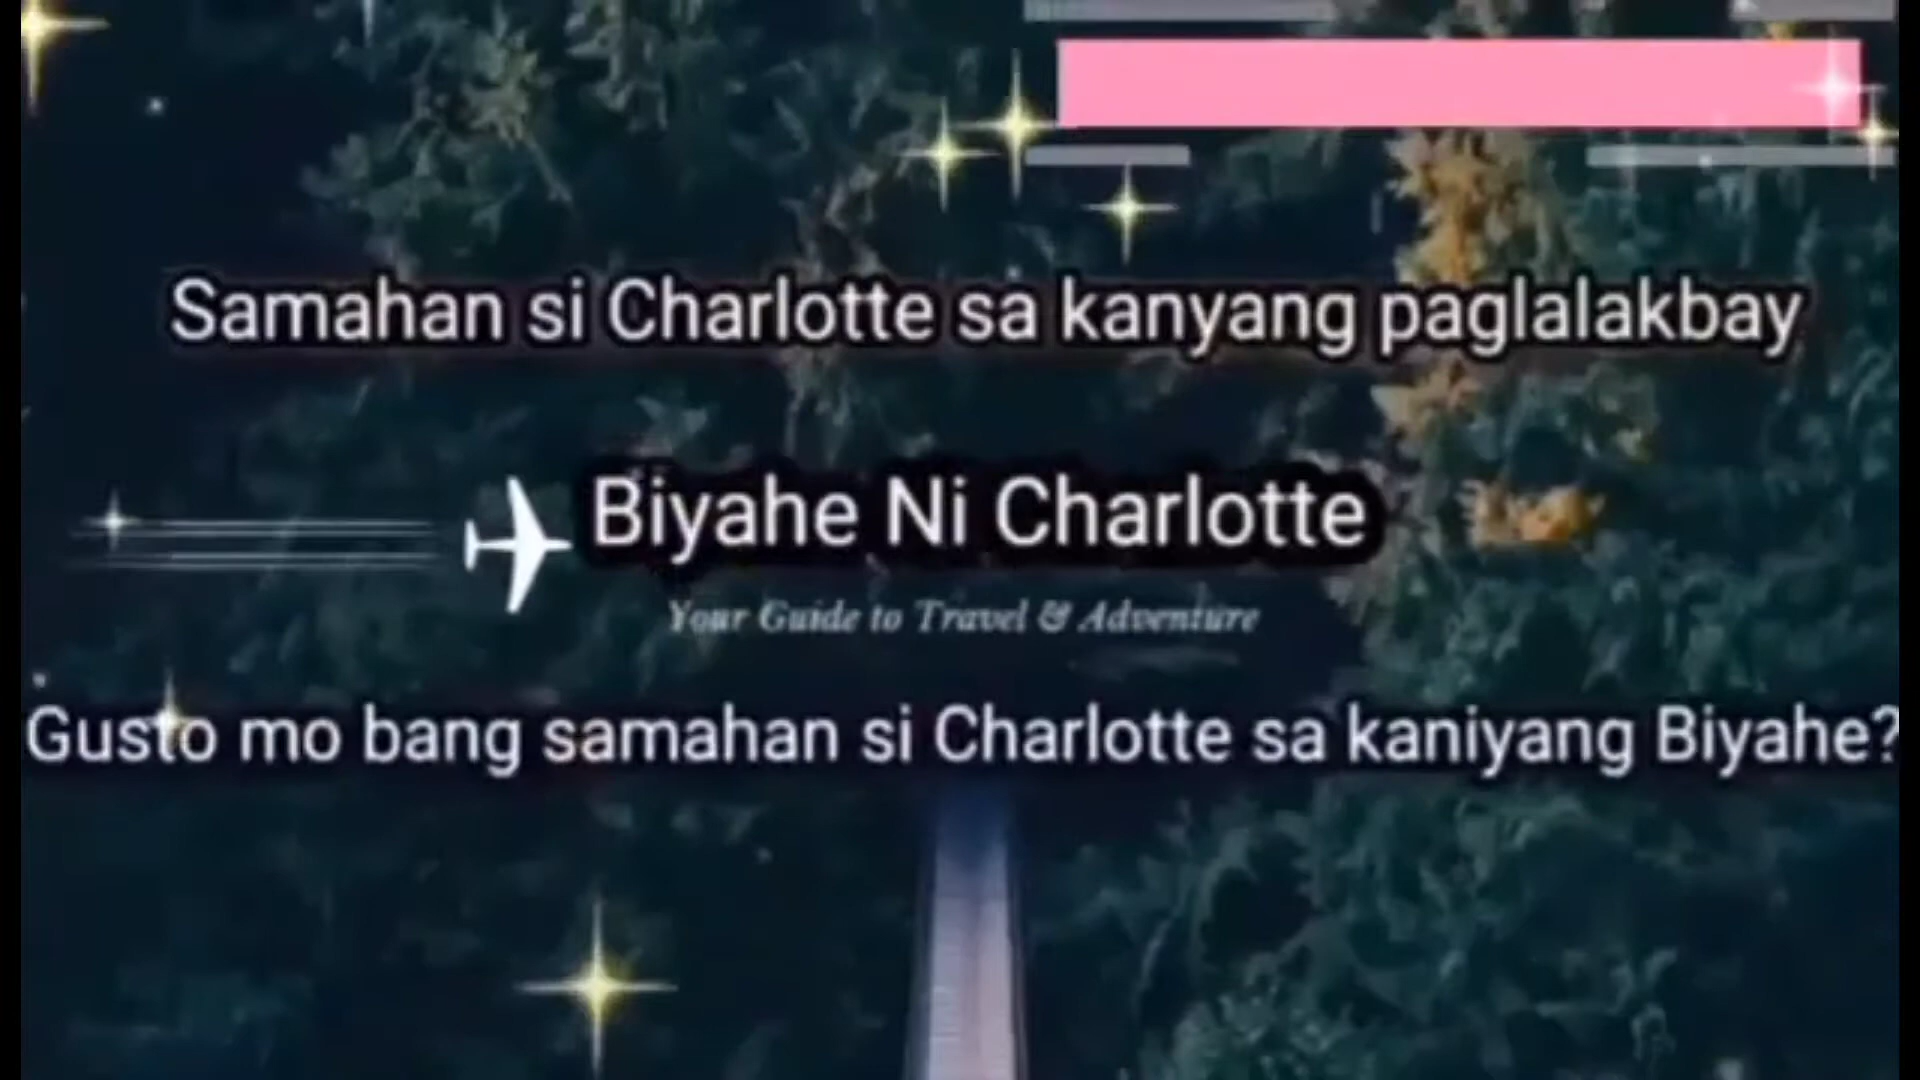 Samahan si Charlotte sa kanyang paglalakbay
Biyahe Ni Charlotte
Your Guide to Travel & Adventure
Gusto mo bang samahan si Charlotte sa kaniyang Biyahe?